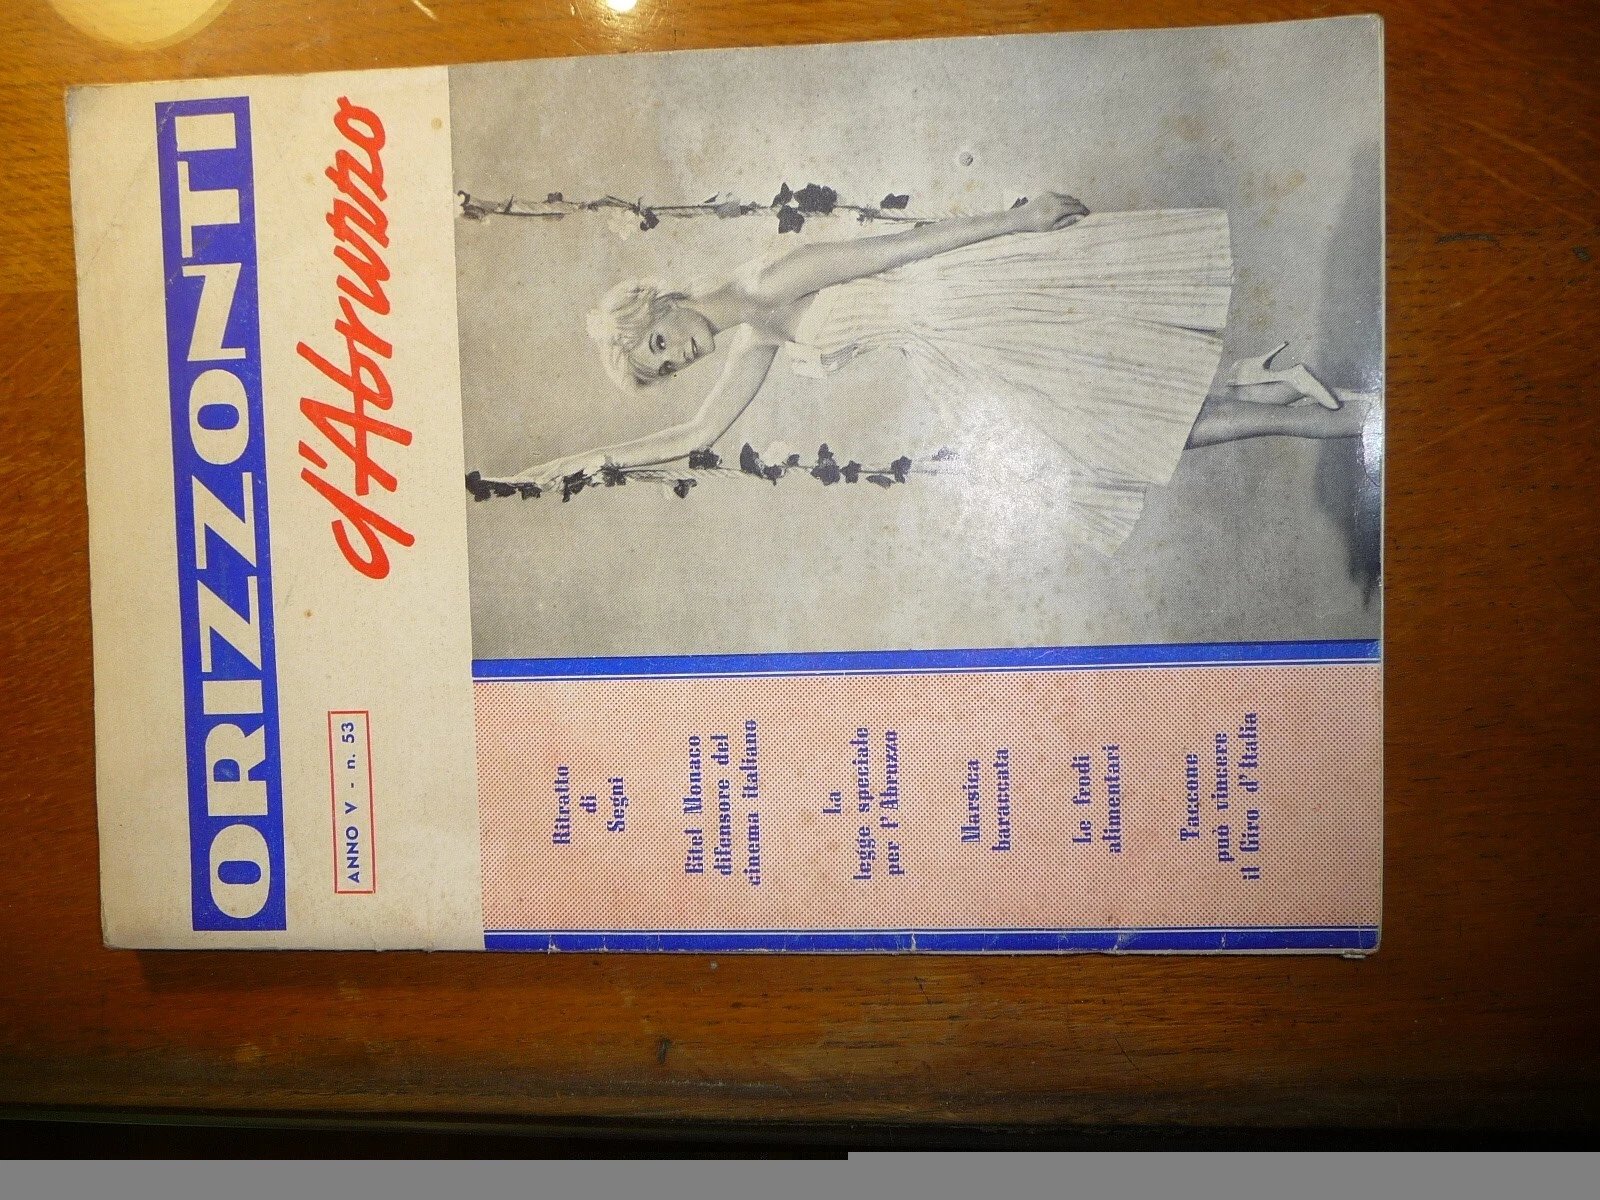 ORIZZONTI
d'Abruzzo
ANNO V - n. 53
Ritratto
di
Segni
Eitel Monaco
difensore del
cinema italiano
La
legge speciale
per l'Abruzzo
Marsica
baraccata
Le frodi
alimentari
Taccone
può vincere
il Giro d'Italia